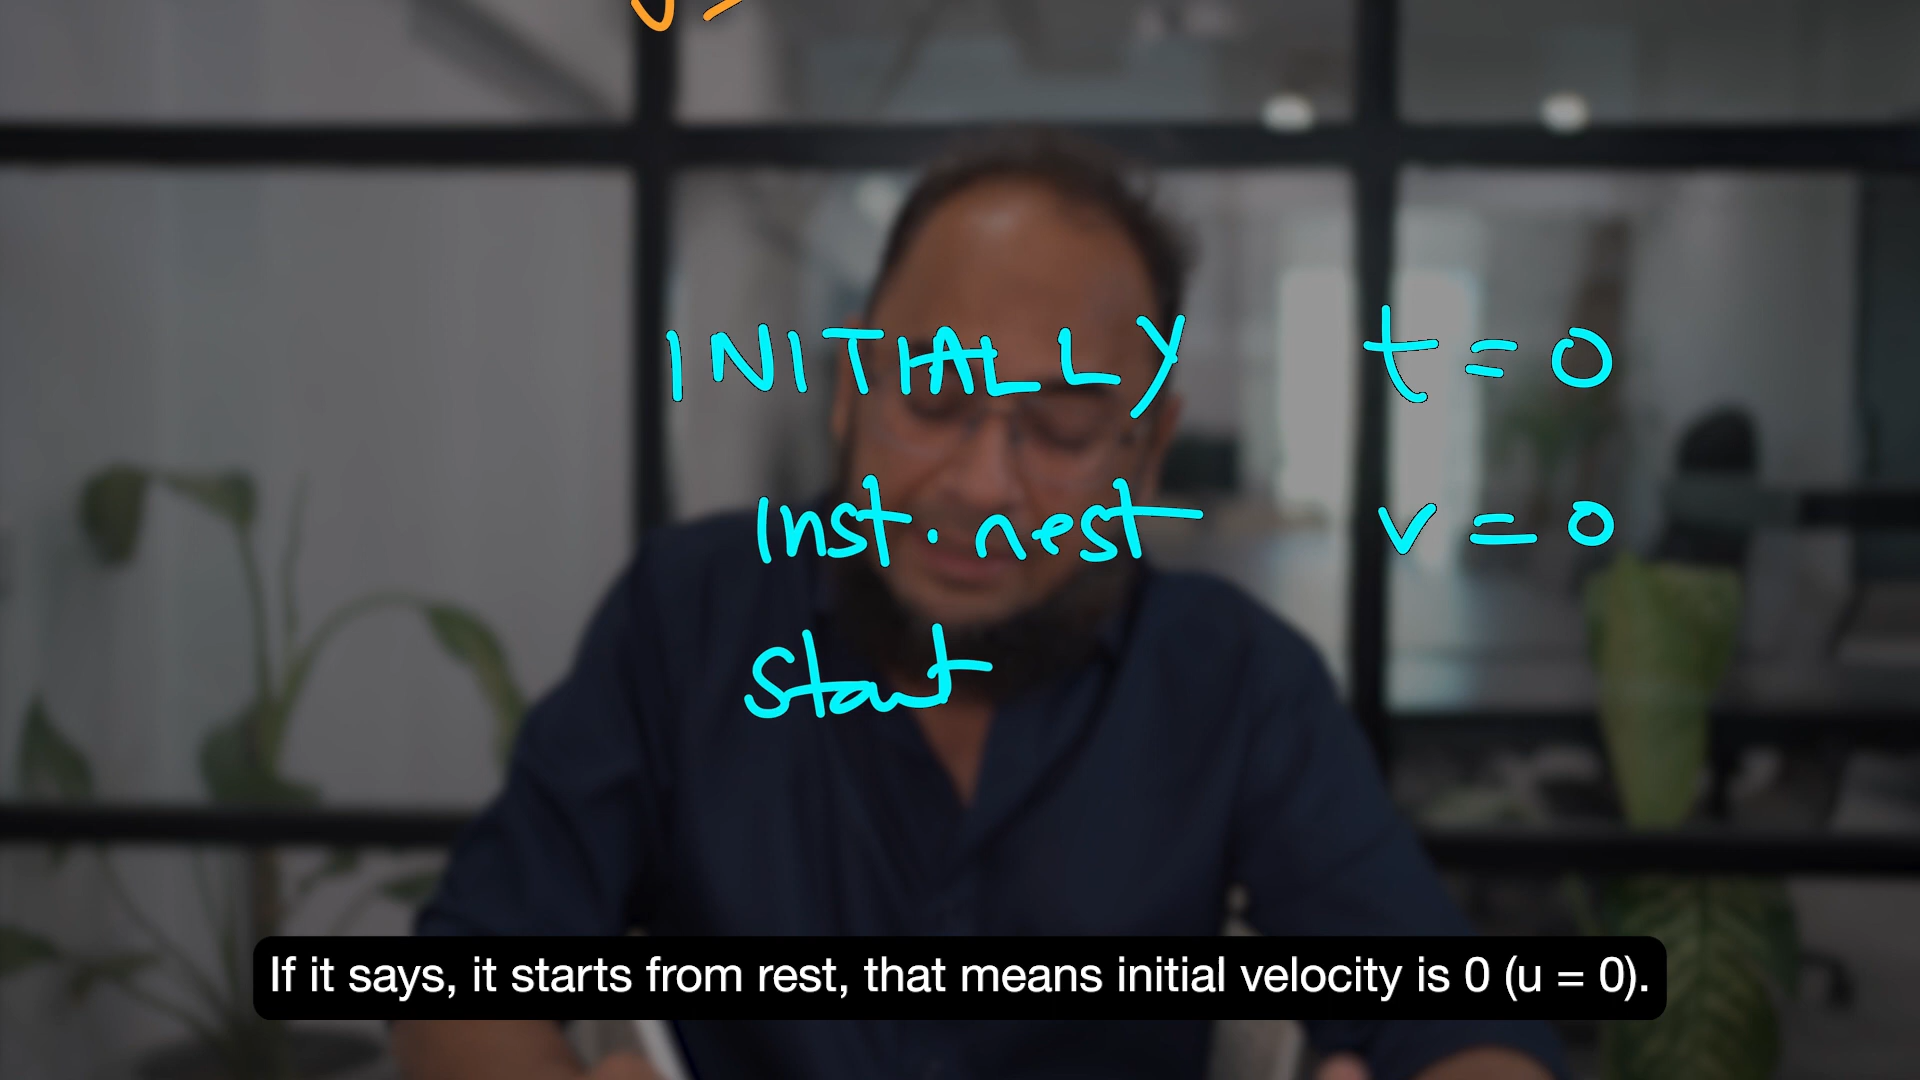 INITIALLY t = 0
Inst. rest v = 0
Start
If it says, it starts from rest, that means initial velocity is 0 (u = 0).